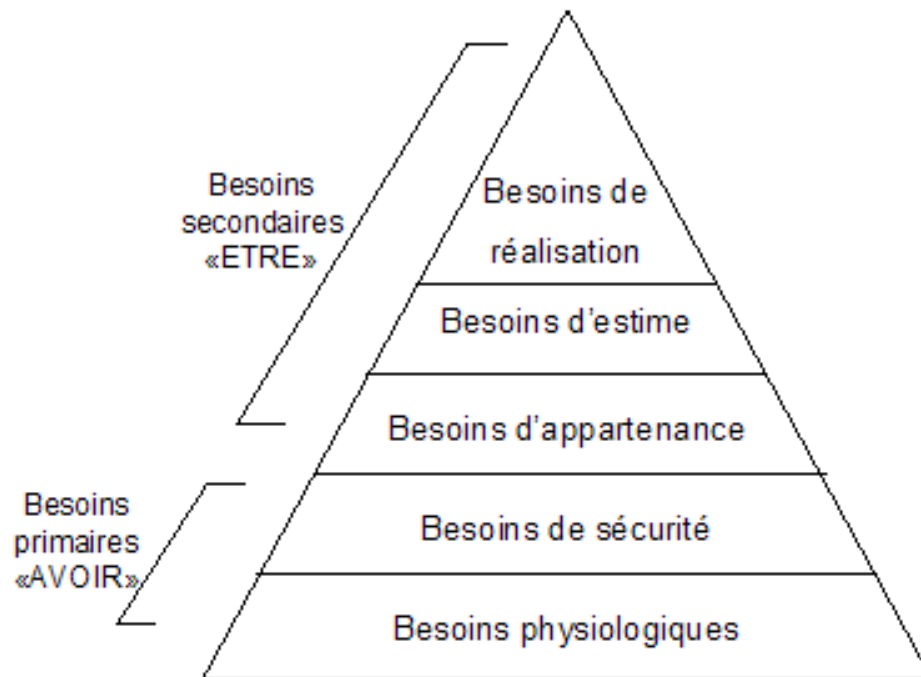 Besoins
secondaires
«ETRE»
Besoins de
réalisation
Besoins d'estime
Besoins d'appartenance
Besoins
primaires
«AVOIR»
Besoins de sécurité
Besoins physiologiques